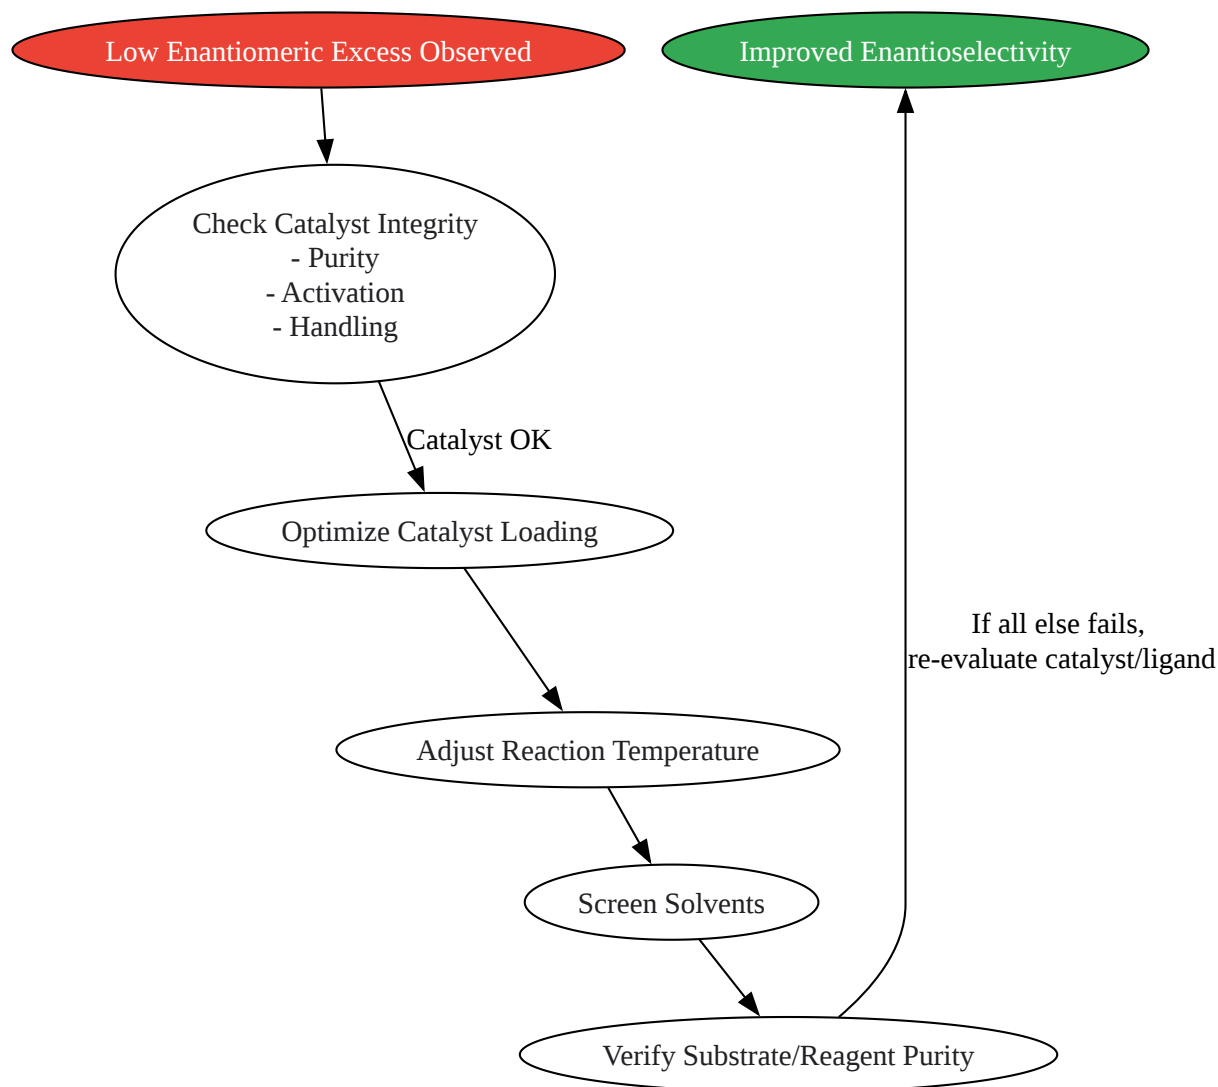 Low Enantiomeric Excess Observed
Improved Enantioselectivity
Check Catalyst Integrity
- Purity
- Activation
- Handling
Catalyst OK
Optimize Catalyst Loading
If all else fails,
re-evaluate catalyst/ligand
Adjust Reaction Temperature
Screen Solvents
Verify Substrate/Reagent Purity